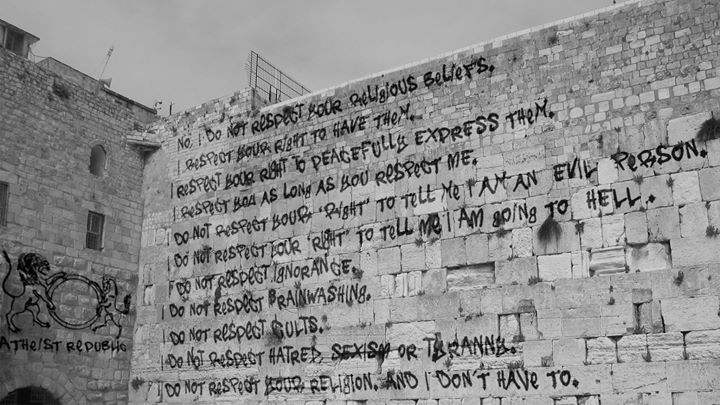 No, I do not respect your religious beliefs.
I respect your right to have them.
I respect your right to peacefully express them.
I respect you as long as you respect me.
I do not respect your "right" to tell me I am an evil person.
I do not respect your "right" to tell me I am going to hell.
I do not respect ignorance.
I do not respect brainwashing.
I do not respect cults.
I do not respect hatred, sexism or tyranny.
I do not respect your religion. And I don't have to.
Atheist Republic